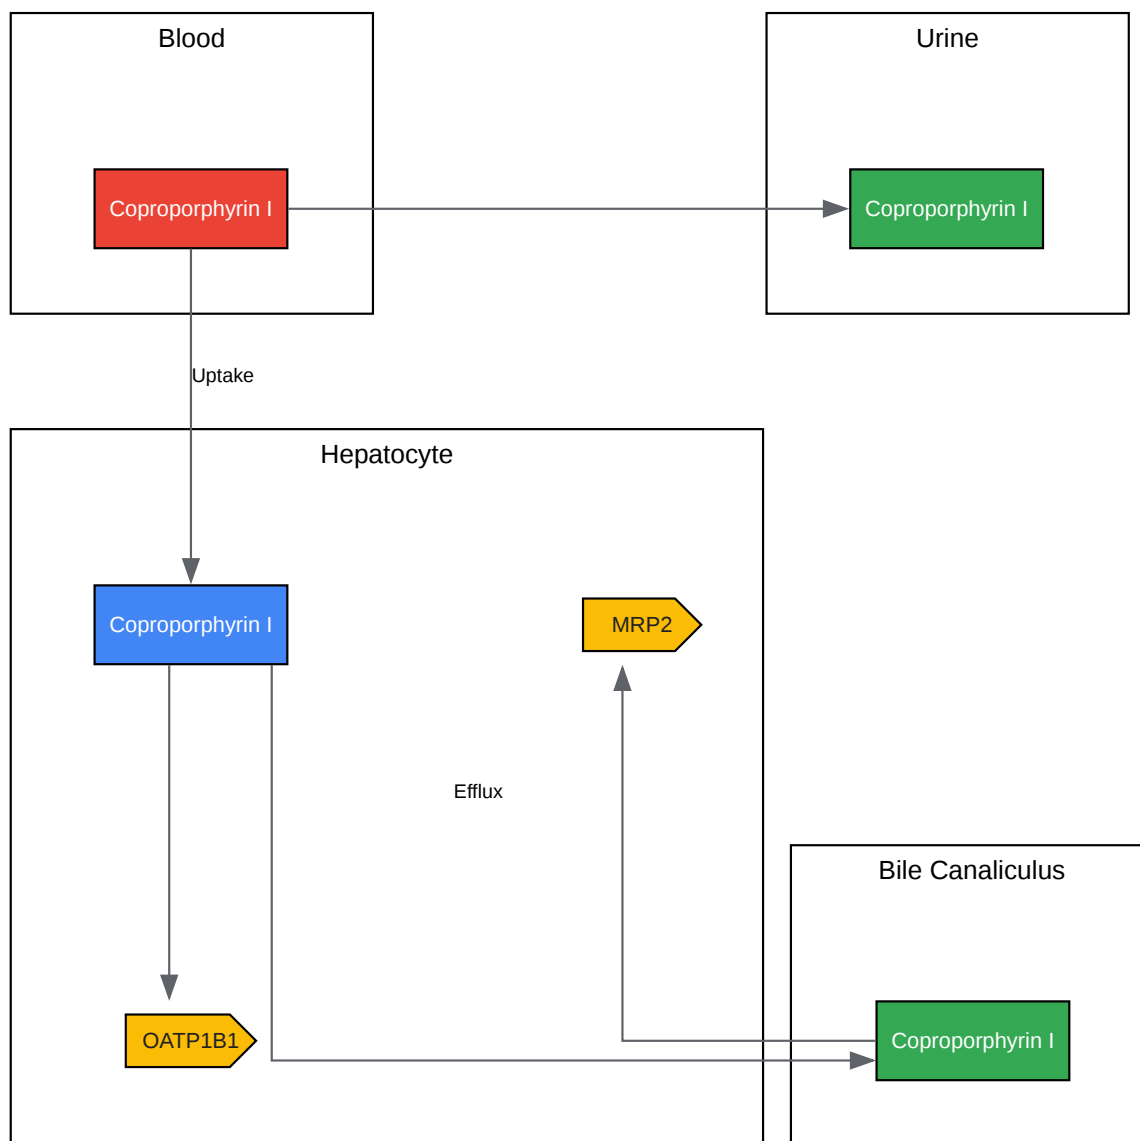 Blood
Urine
Coproporphyrin I
Coproporphyrin I
Uptake
Hepatocyte
Coproporphyrin I
MRP2
Efflux
Bile Canaliculus
OATP1B1
Coproporphyrin I